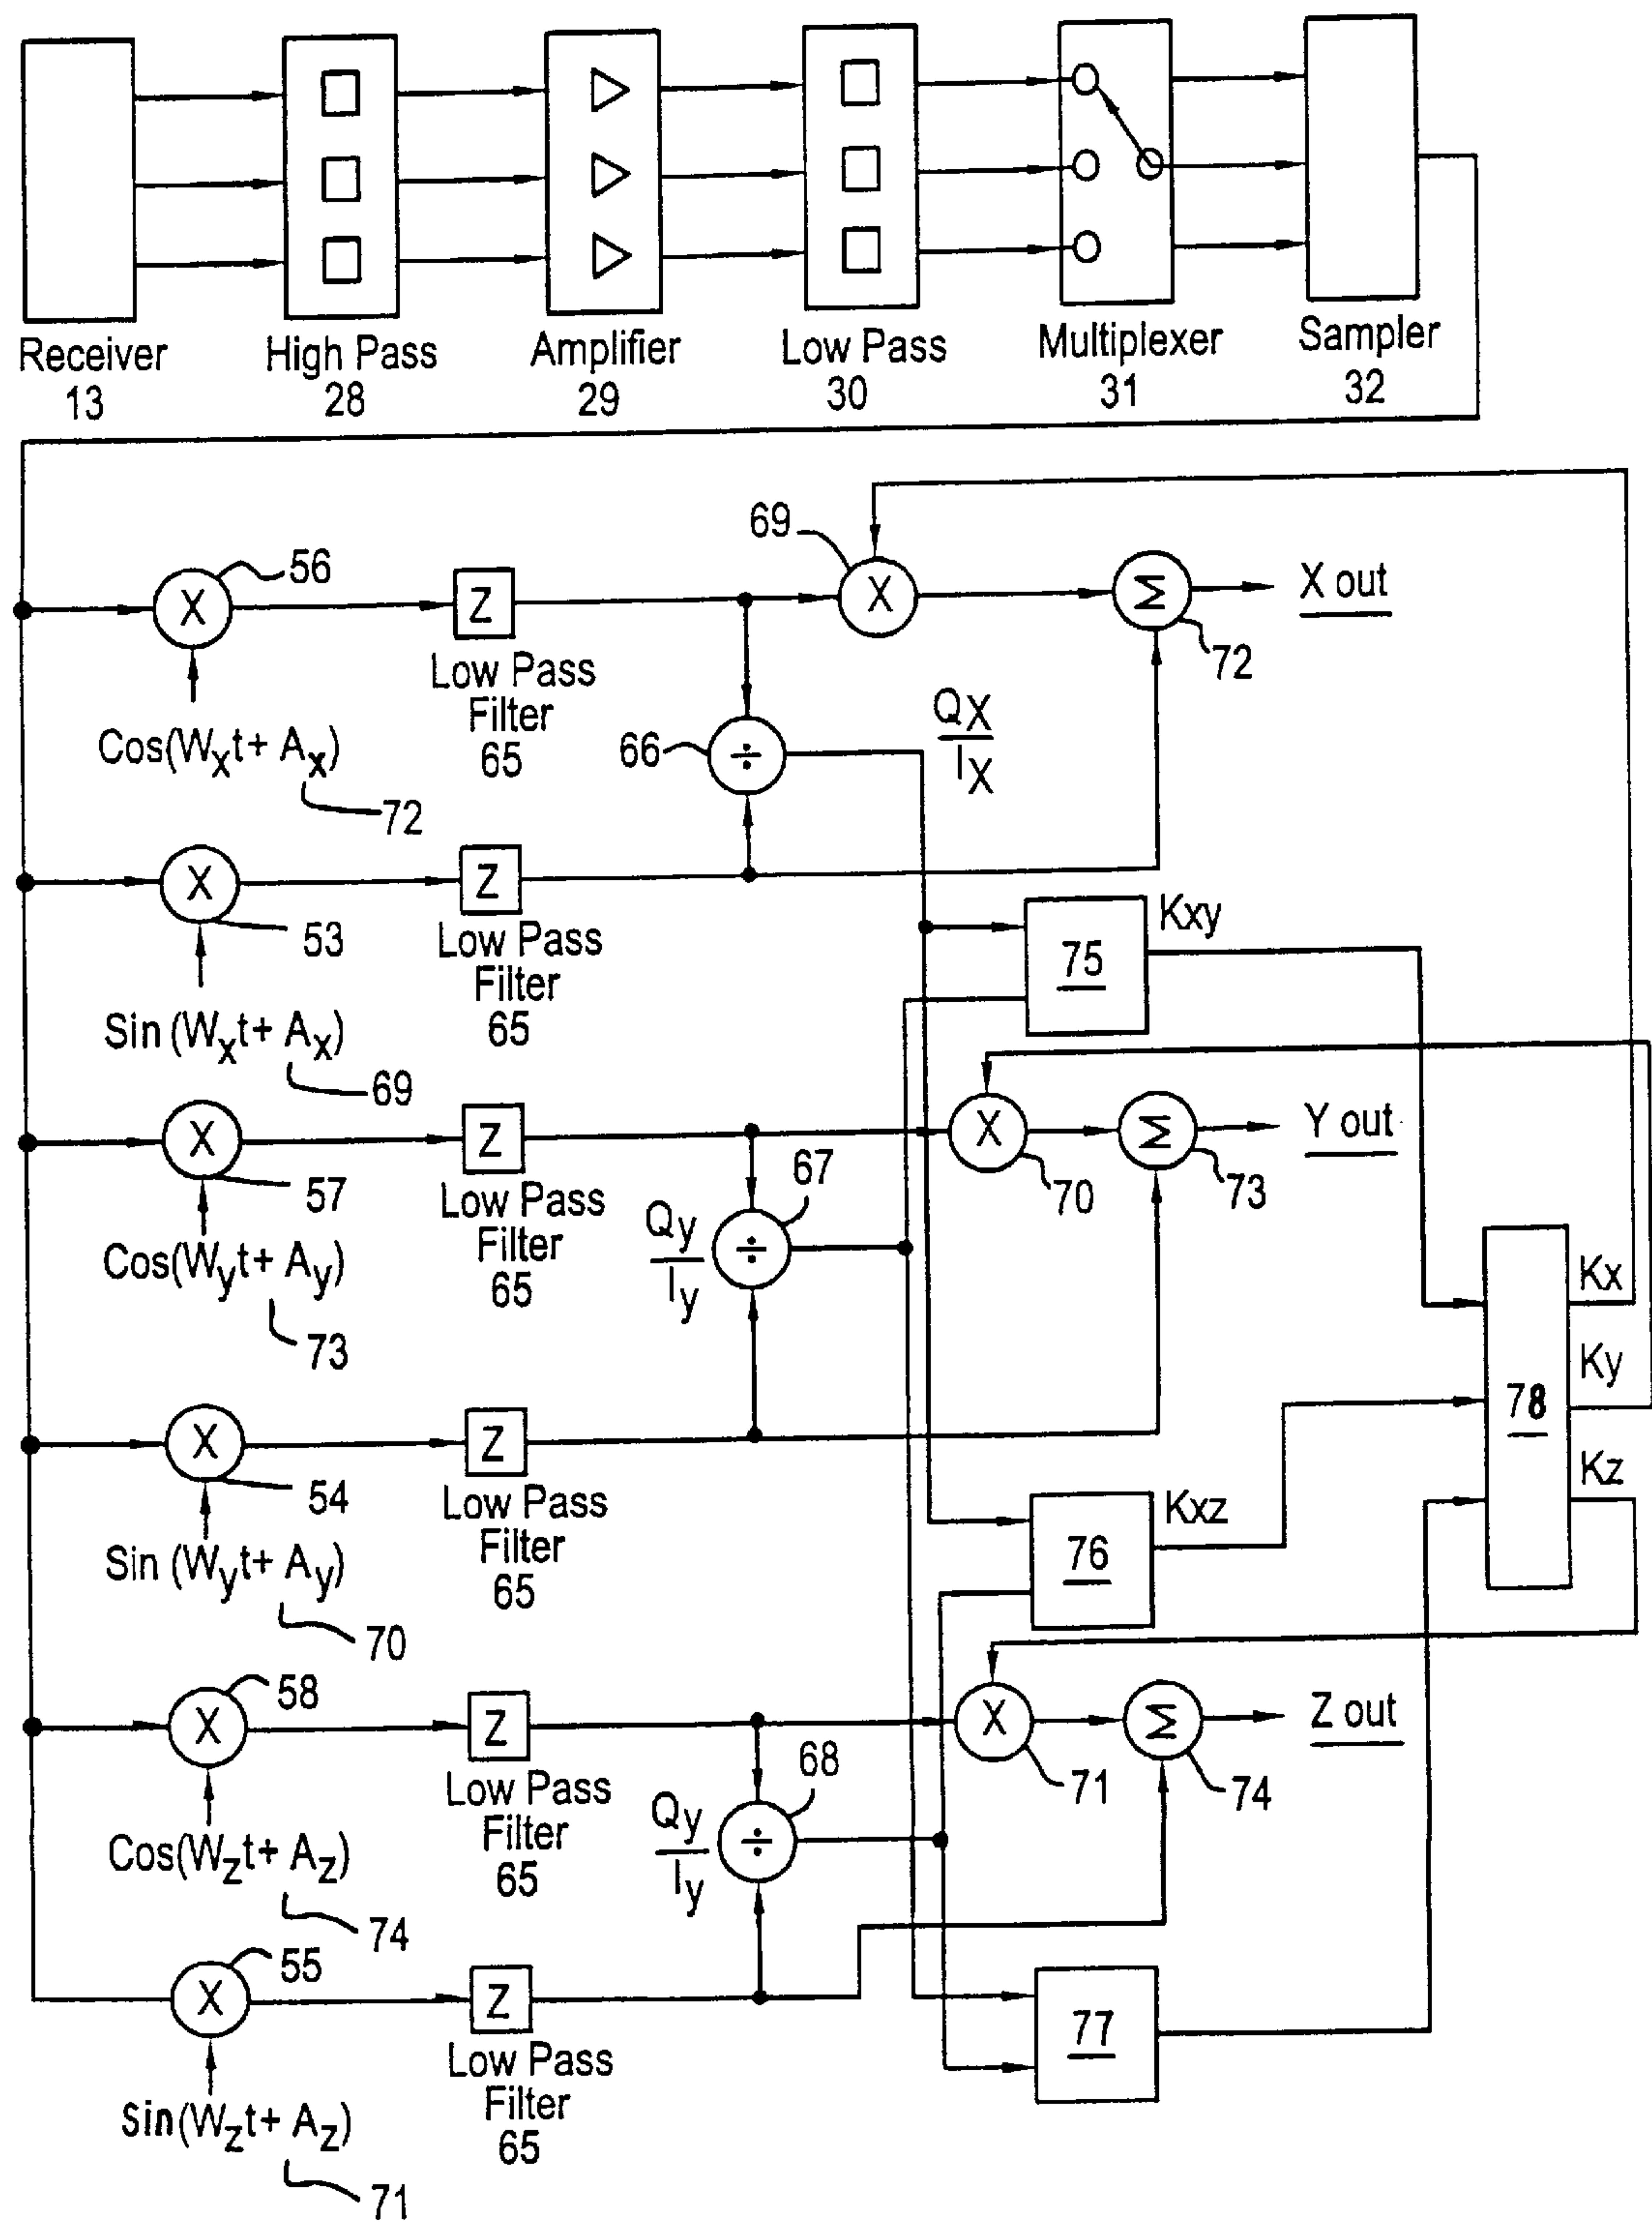 Receiver
13
High Pass
28
Amplifier
29
Low Pass
30
Multiplexer
31
Sampler
32
X
56
Cos(Wxt+ Ax)
72
Z
Low Pass
Filter
65
69
X
Σ
72
X out
66
÷
Qx
Ix
X
53
Sin (Wxt+ Ax)
69
Z
Low Pass
Filter
65
75
Kxy
X
57
Cos(Wyt+ Ay)
73
Z
Low Pass
Filter
65
Qy
Iy
67
÷
X
70
Σ
73
Y out
X
54
Sin (Wyt+ Ay)
70
Z
Low Pass
Filter
65
76
Kxz
78
Kx
Ky
Kz
X
58
Cos(Wzt+ Az)
74
Z
Low Pass
Filter
65
Qy
Iy
68
÷
X
71
Σ
74
Z out
X
55
Sin(Wzt+ Az)
71
Z
Low Pass
Filter
65
77